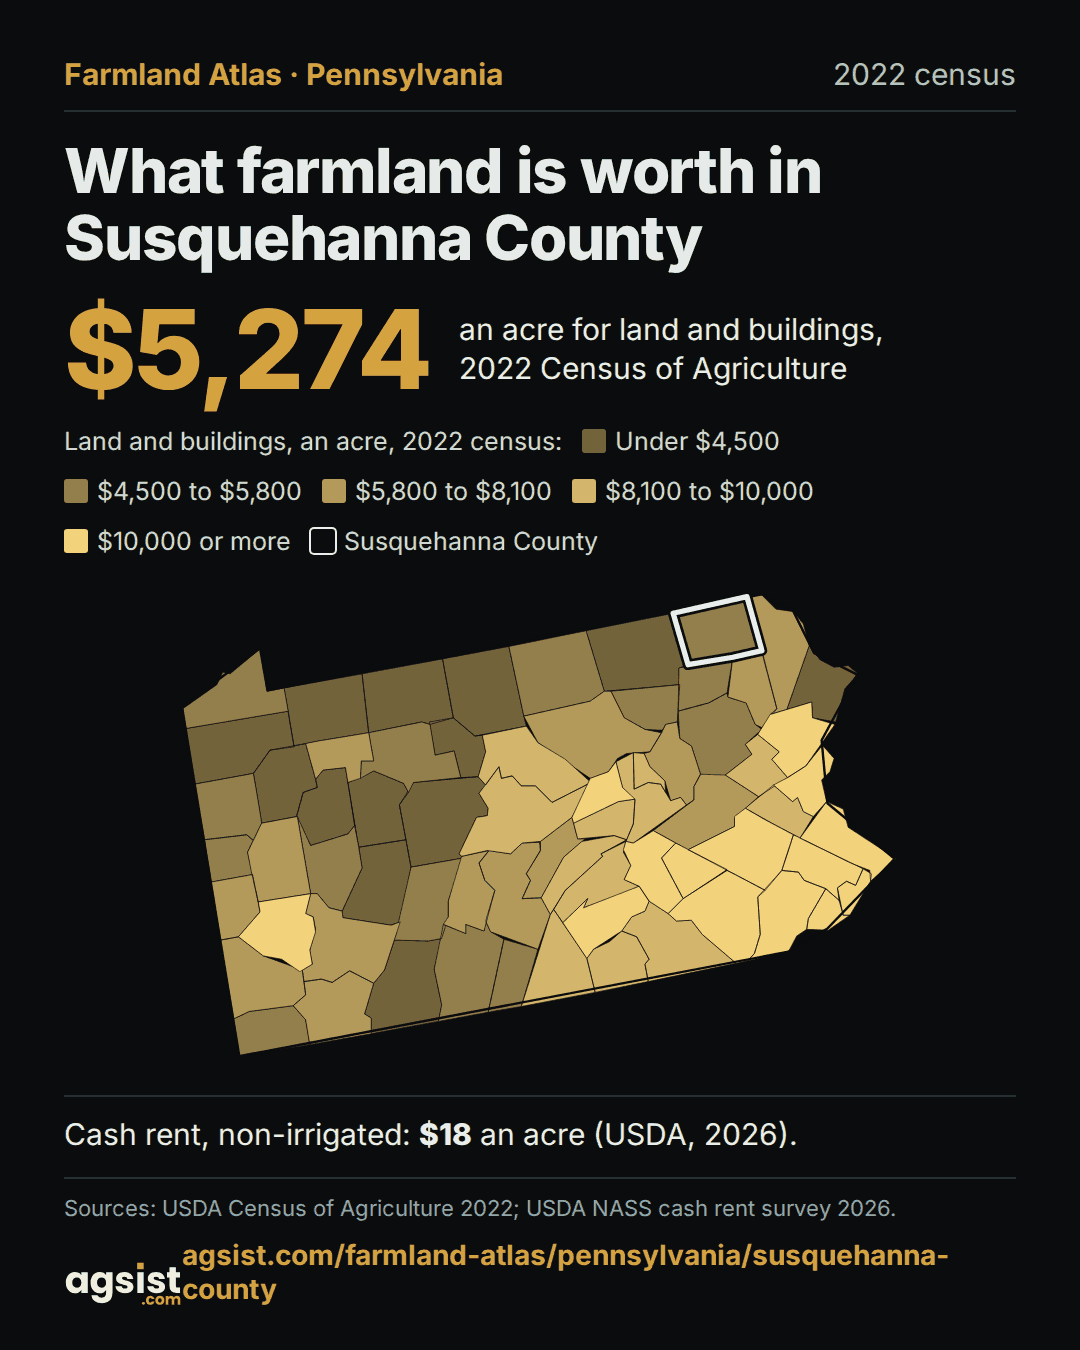 Farmland Atlas · Pennsylvania
2022 census
What farmland is worth in
Susquehanna County
$5,274
an acre for land and buildings,
2022 Census of Agriculture
Land and buildings, an acre, 2022 census:
Under $4,500
$4,500 to $5,800
$5,800 to $8,100
$8,100 to $10,000
$10,000 or more
Susquehanna County
Cash rent, non-irrigated: $18 an acre (USDA, 2026).
Sources: USDA Census of Agriculture 2022; USDA NASS cash rent survey 2026.
agsist
.com
agsist.com/farmland-atlas/pennsylvania/susquehanna-
county